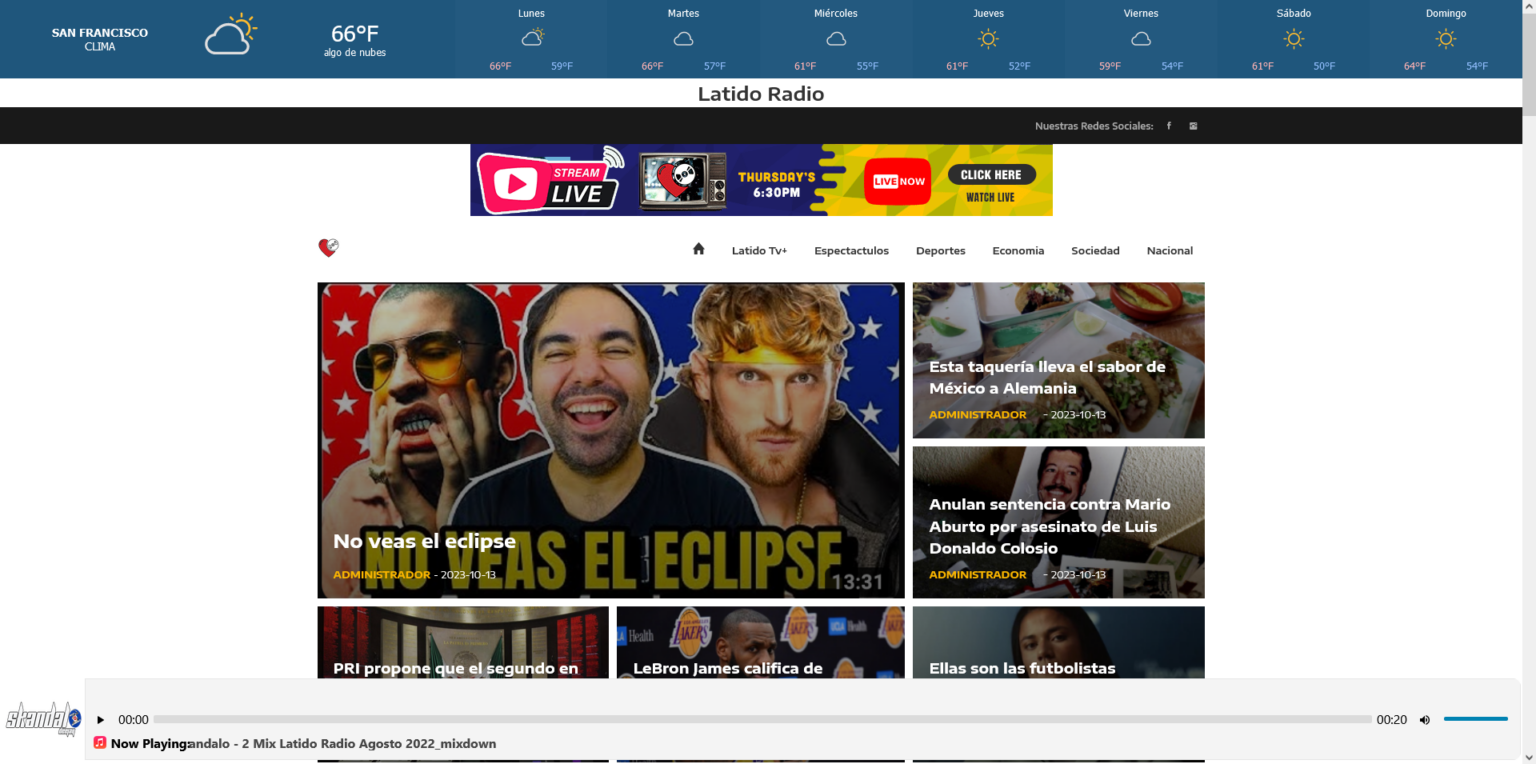 SAN FRANCISCO
CLIMA
66°F
algo de nubes
Lunes
66°F 59°F
Martes
66°F 57°F
Miércoles
61°F 55°F
Jueves
61°F 52°F
Viernes
59°F 54°F
Sábado
61°F 50°F
Domingo
64°F 54°F
Latido Radio
Nuestras Redes Sociales:
STREAM
LIVE
THURSDAY'S
6:30PM
LIVE NOW
CLICK HERE
WATCH LIVE
Latido Tv+ Espectactulos Deportes Economia Sociedad Nacional
NO VEAS EL ECLIPSE
13:31
No veas el eclipse
ADMINISTRADOR - 2023-10-13
Esta taquería lleva el sabor de
México a Alemania
ADMINISTRADOR - 2023-10-13
Anulan sentencia contra Mario
Aburto por asesinato de Luis
Donaldo Colosio
ADMINISTRADOR - 2023-10-13
PRI propone que el segundo en
Health
LAKERS
LAKERS
UCLA Health
LeBron James califica de
Ellas son las futbolistas
skandalo
00:00
00:20
Now Playing:andalo - 2 Mix Latido Radio Agosto 2022_mixdown